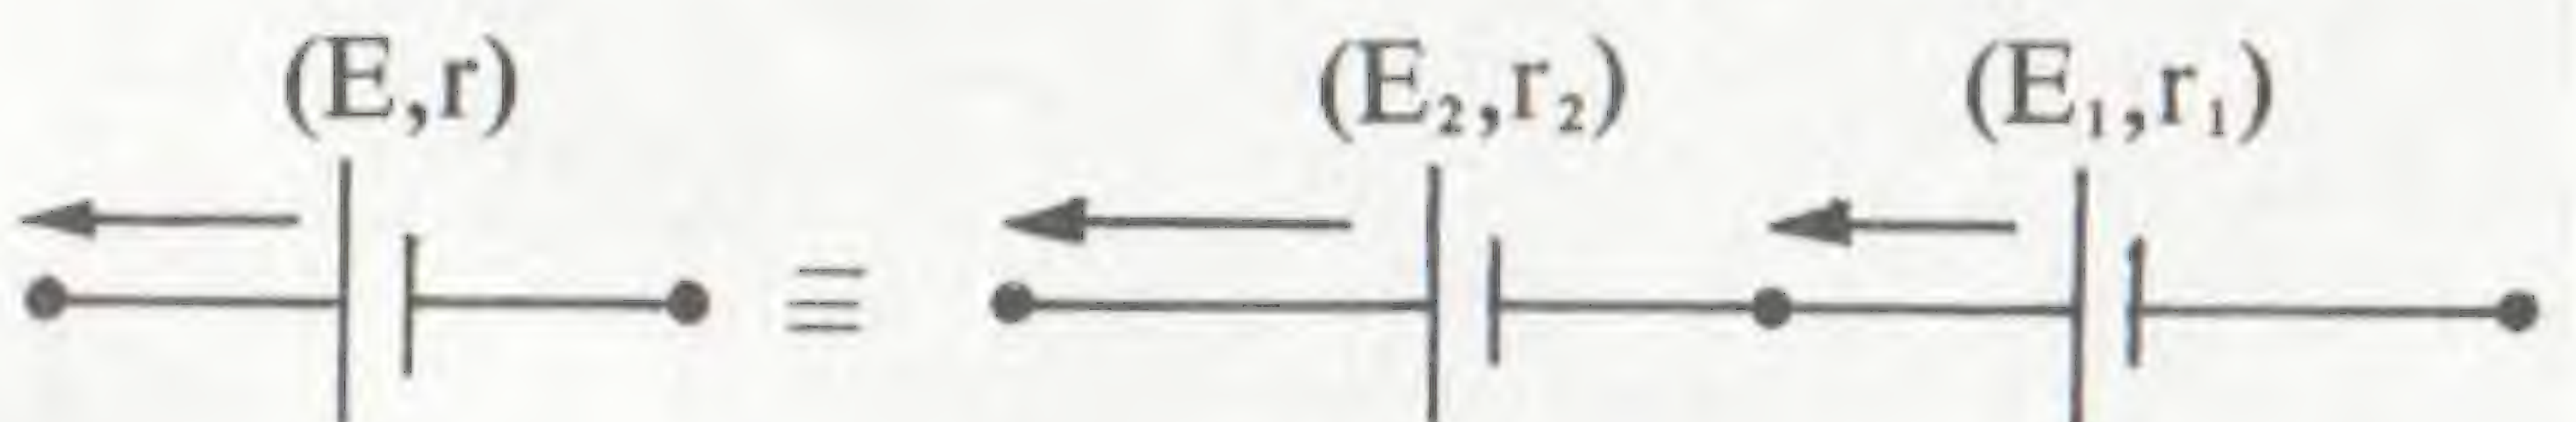 (E,r) ≡ (E₂,r₂) (E₁,r₁)